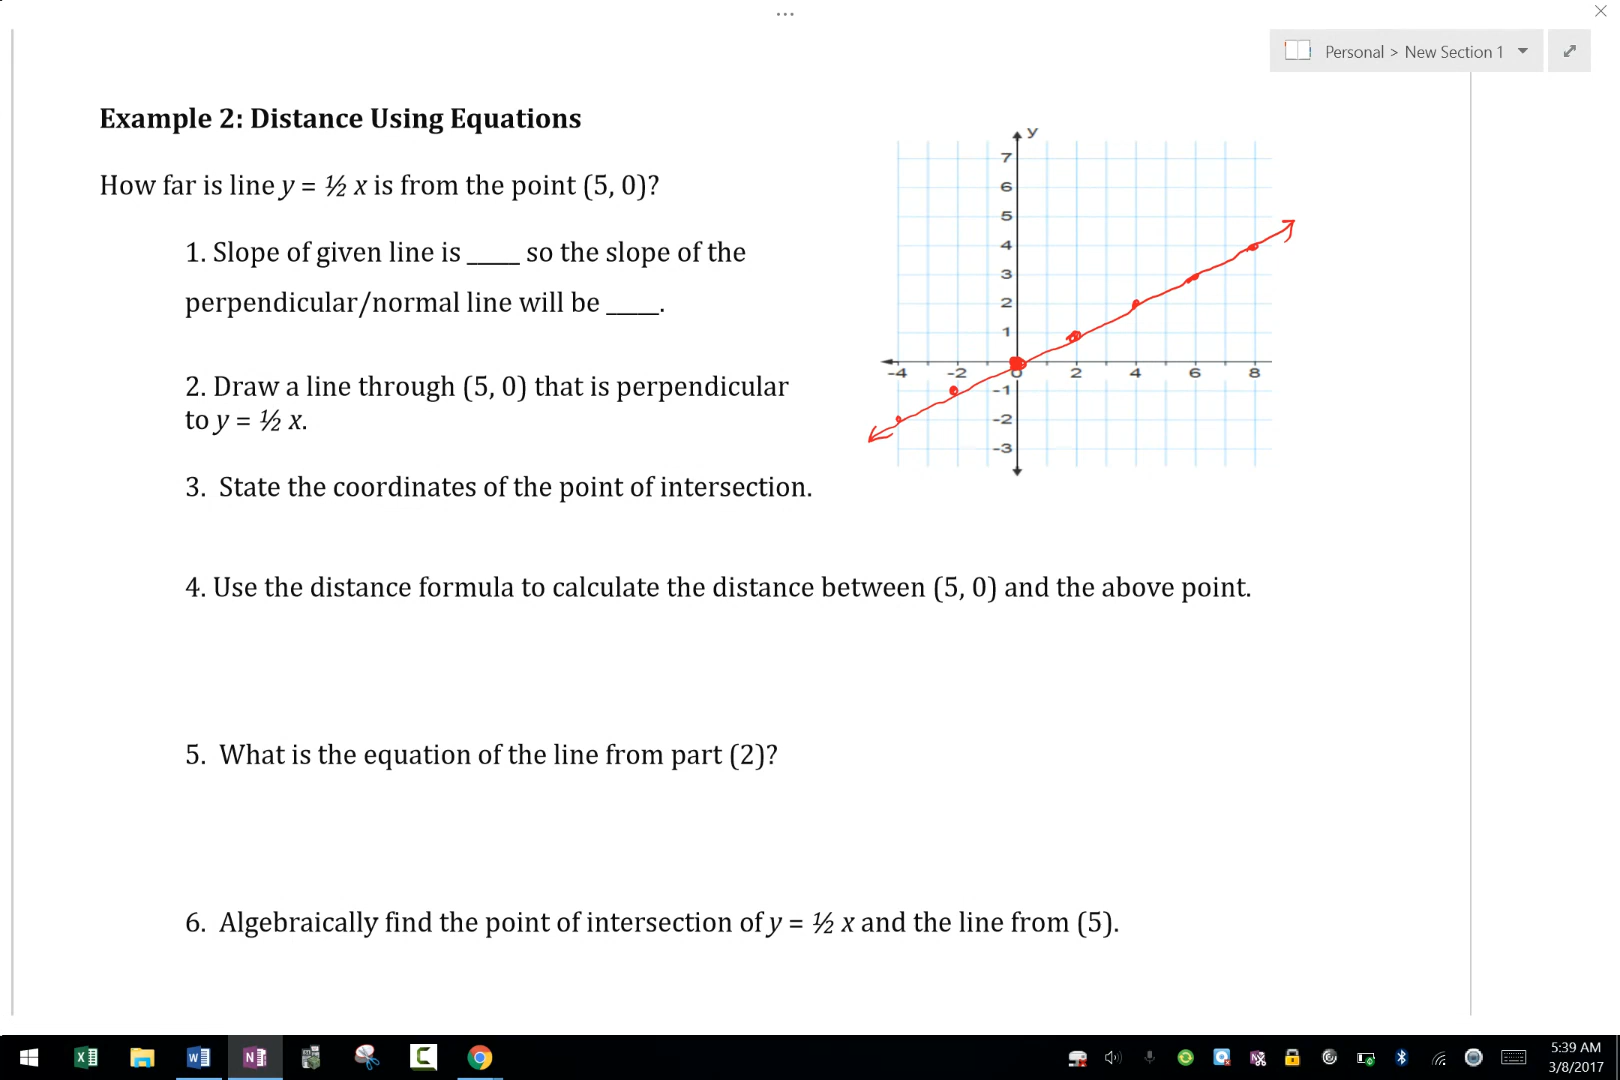 ...
Personal > New Section 1
Example 2: Distance Using Equations
How far is line y = ½ x is from the point (5, 0)?
1. Slope of given line is _____ so the slope of the
perpendicular/normal line will be _____.
2. Draw a line through (5, 0) that is perpendicular
to y = ½ x.
3. State the coordinates of the point of intersection.
4. Use the distance formula to calculate the distance between (5, 0) and the above point.
5. What is the equation of the line from part (2)?
6. Algebraically find the point of intersection of y = ½ x and the line from (5).
y
7
6
5
4
3
2
1
-4 -2 0 2 4 6 8
-1
-2
-3
5:39 AM
3/8/2017